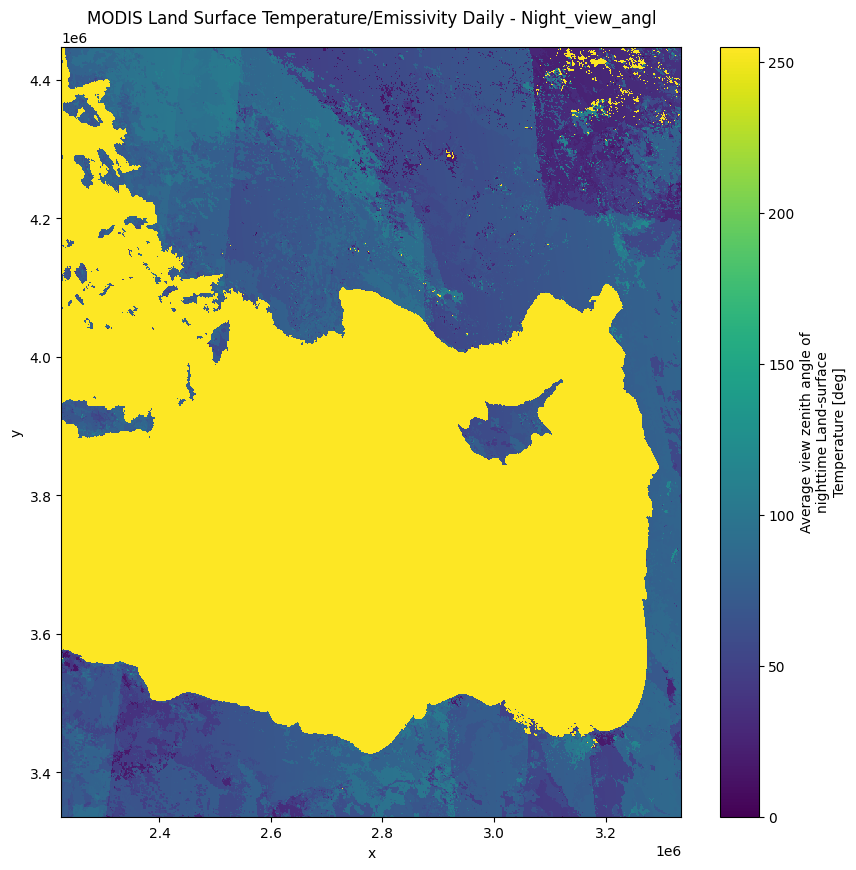 MODIS Land Surface Temperature/Emissivity Daily - Night_view_angl
1e6
4.4
4.2
4.0
3.8
3.6
3.4
y
2.4
2.6
2.8
3.0
3.2
x
1e6
250
200
150
100
50
0
Average view zenith angle of
nighttime Land-surface
Temperature [deg]